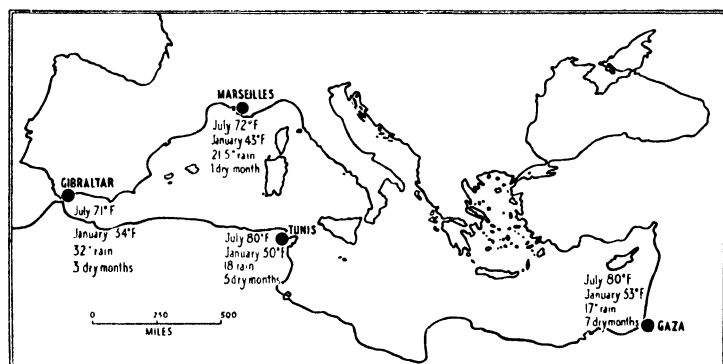 MARSEILLES
July 72°F
January 43°F
21 5" rain
1 dry month
GIBRALTAR
July 71°F
January 54°F
32" rain
3 dry months
TUNIS
July 80°F
January 50°F
18 rain
5 dry months
July 80°F
January 53°F
17" rain
7 dry months
GAZA
0 250 500
MILES